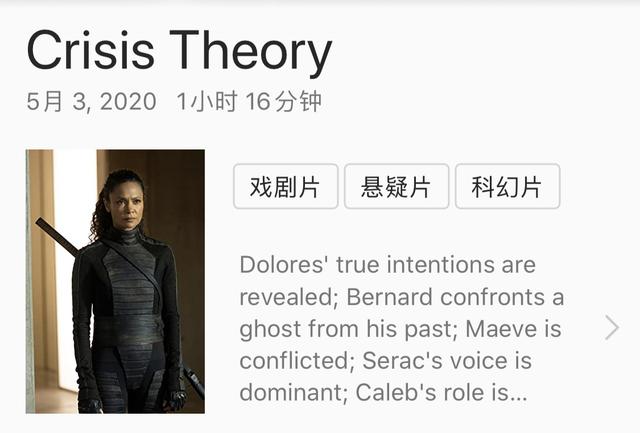 Crisis Theory
5月 3, 2020 1小时 16分钟
戏剧片 悬疑片 科幻片
Dolores' true intentions are
revealed; Bernard confronts a
ghost from his past; Maeve is
conflicted; Serac's voice is
dominant; Caleb's role is...